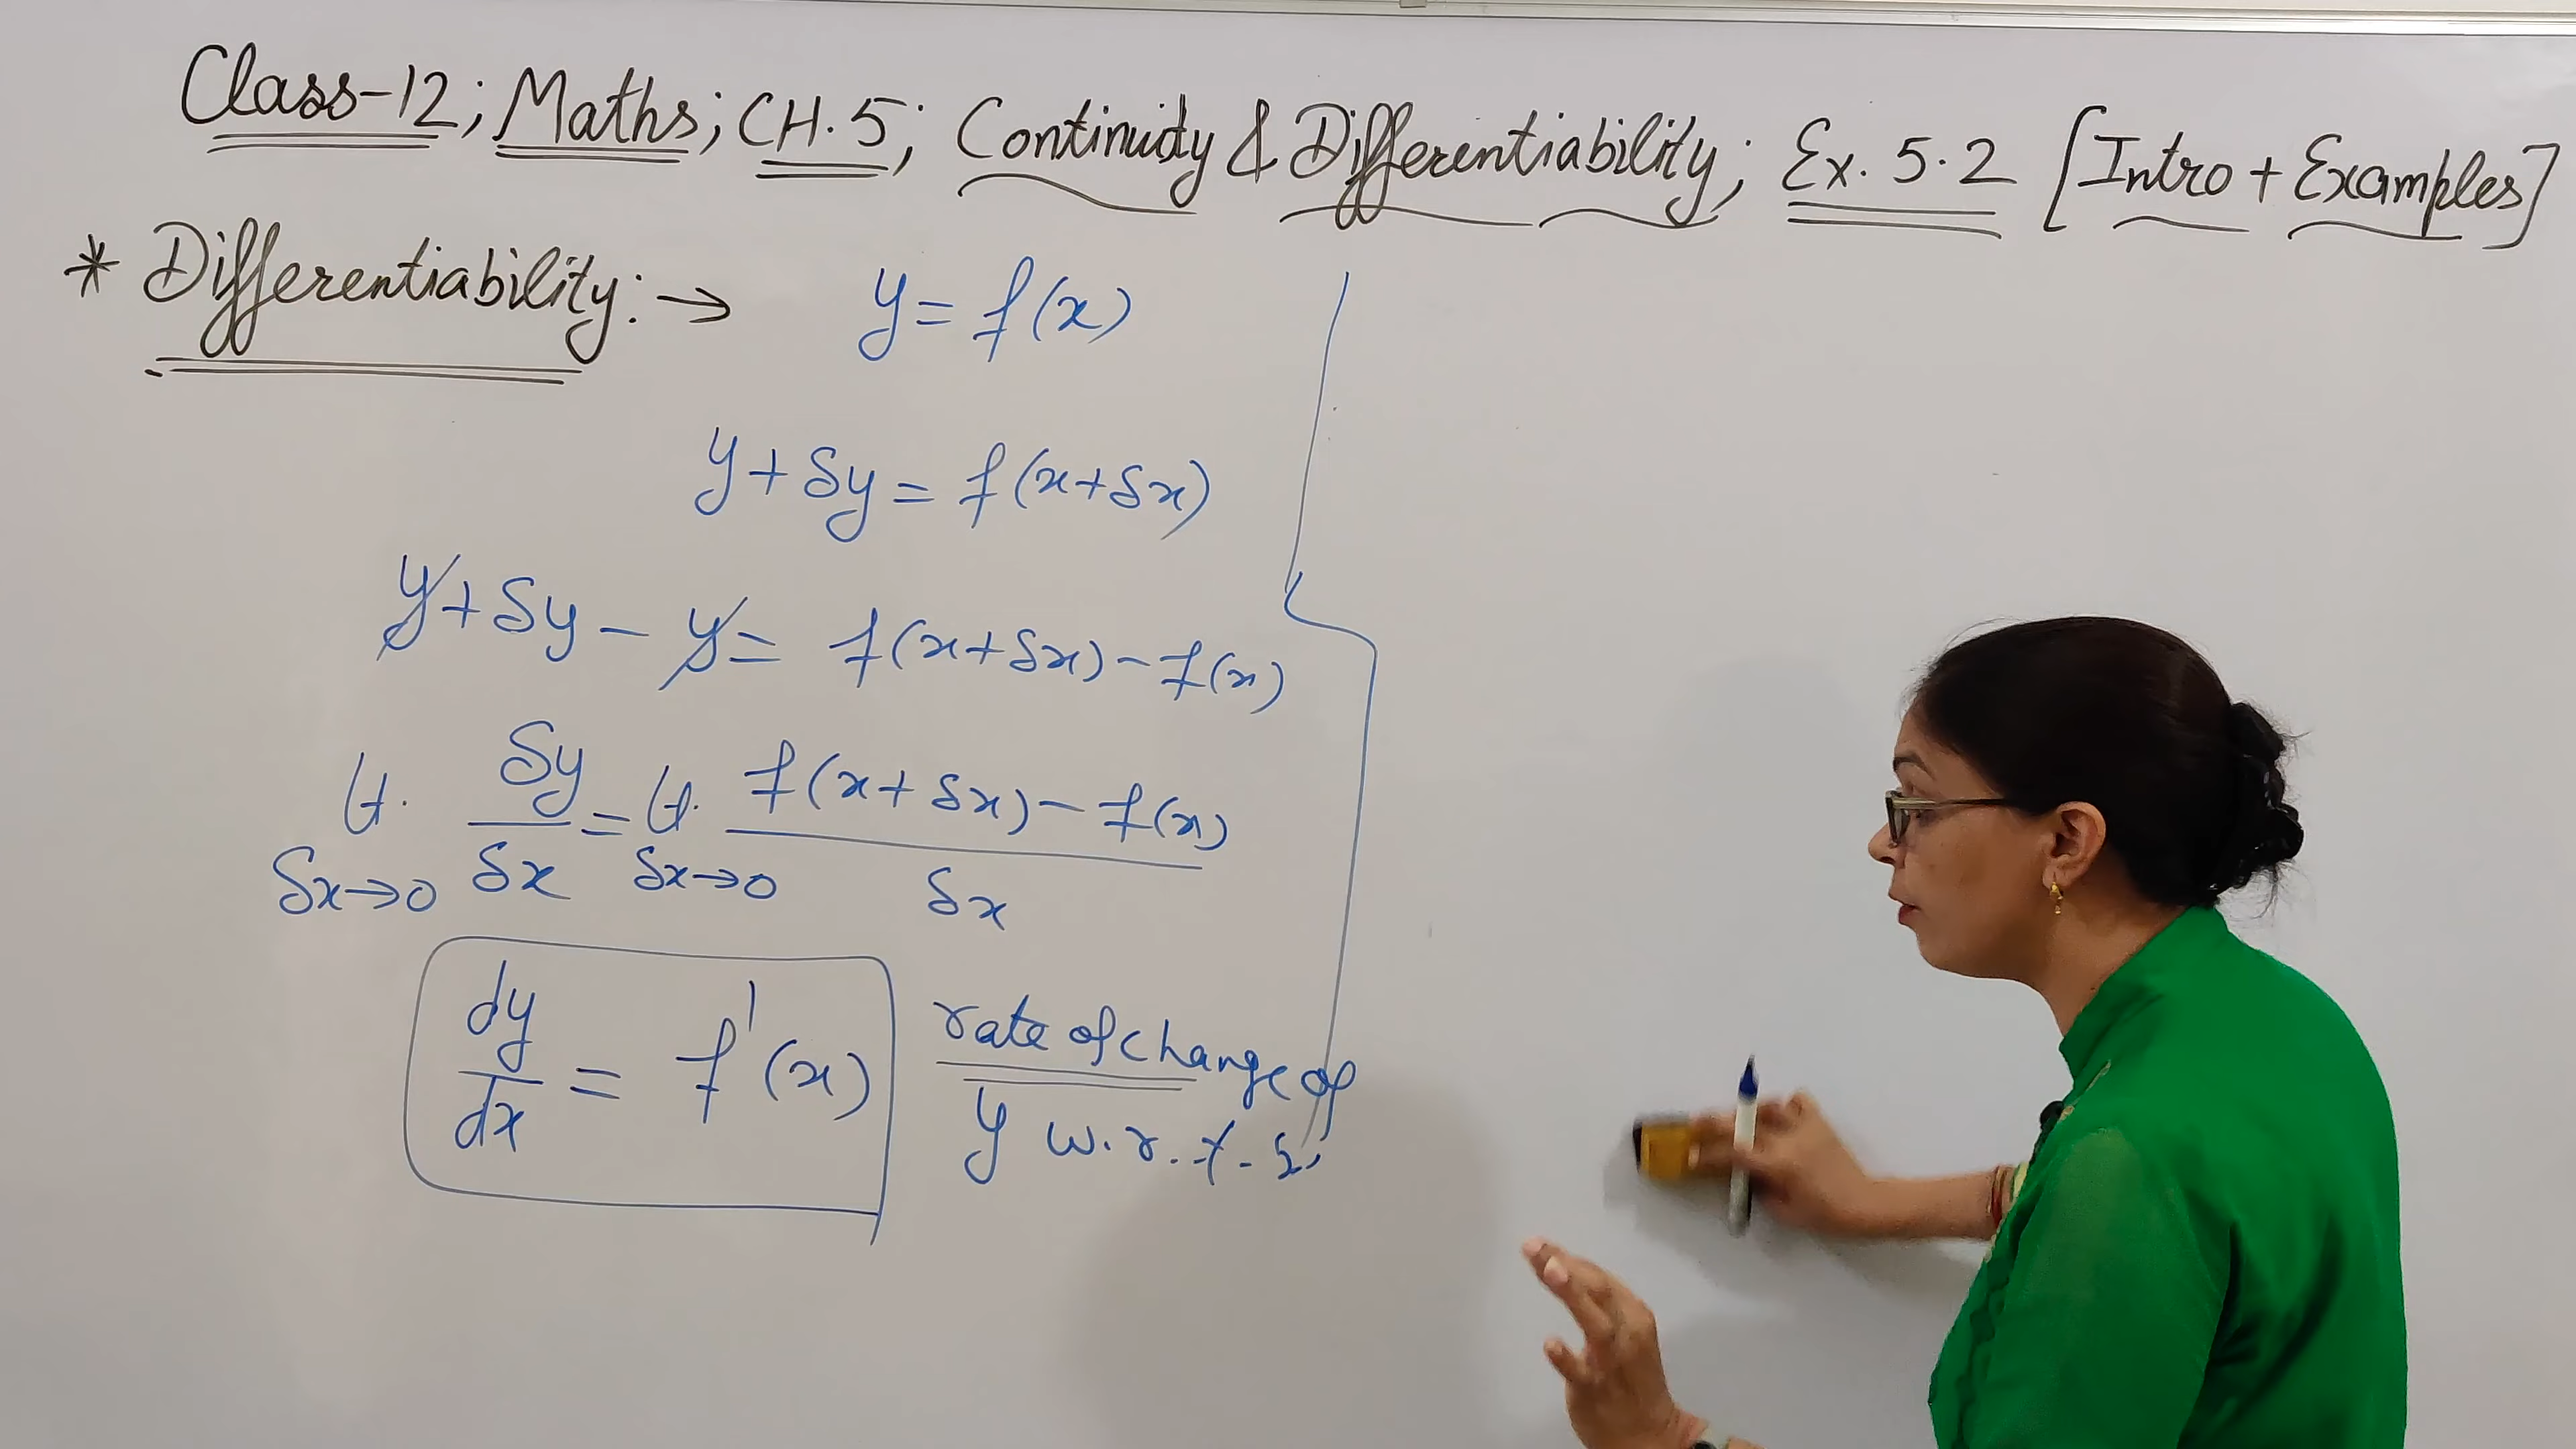 Class-12; Maths; CH.5; Continuity & Differentiability; Ex. 5.2 [Intro + Examples]
* Differentiability :→ y = f(x)
y + δy = f(x+δx)
y + δy - y = f(x+δx) - f(x)
lt. δy/δx = lt. f(x+δx) - f(x)/δx
δx→0 δx→0
dy/dx = f'(x)
rate of change of
y w.r.t.